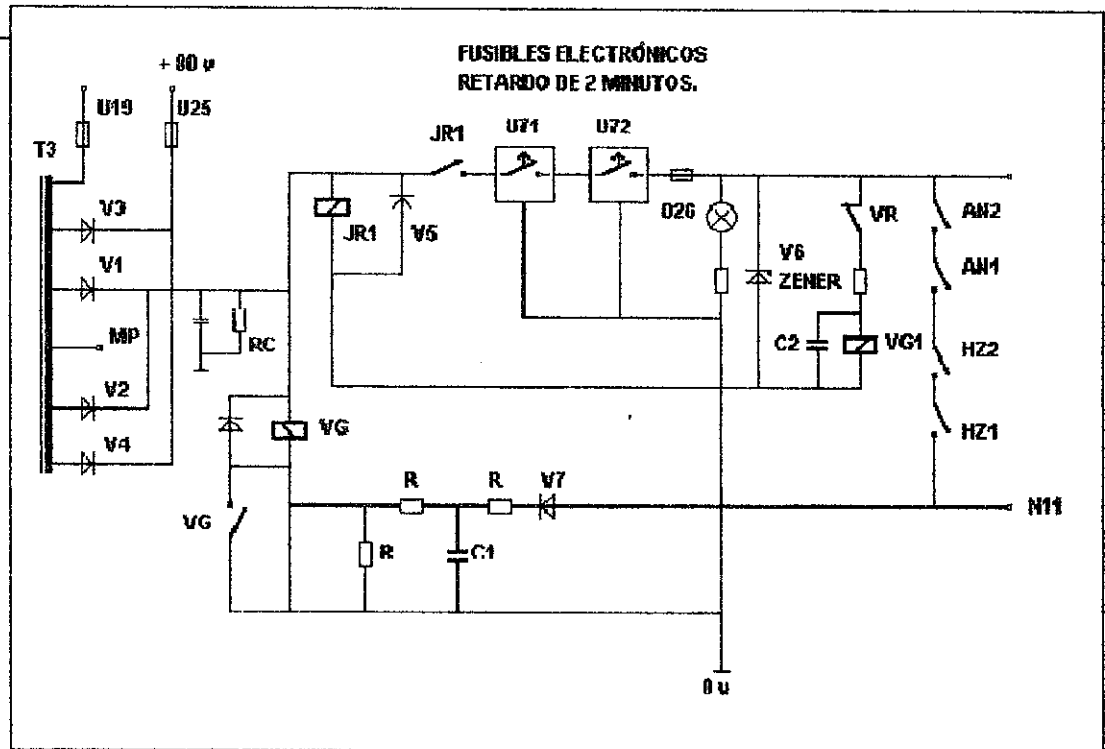 FUSIBLES ELECTRÓNICOS
RETARDO DE 2 MINUTOS.
+ 80 v
U19
U25
T3
JR1
U71
U72
V3
JR1
V5
026
V6
ZENER
VR
AN2
AN1
V1
RC
MP
C2
VG1
HZ2
V2
VG
HZ1
V4
R
R
V7
VG
N11
R
C1
0 u